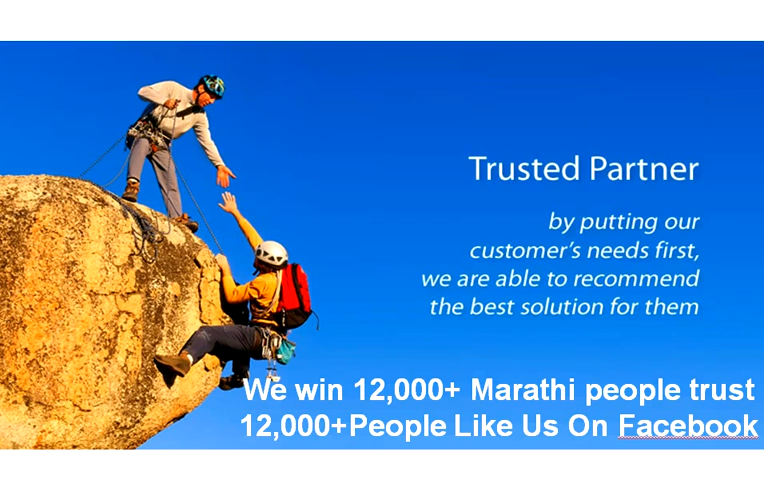 Trusted Partner
by putting our
customer's needs first,
we are able to recommend
the best solution for them
We win 12,000+ Marathi people trust
12,000+People Like Us On Facebook